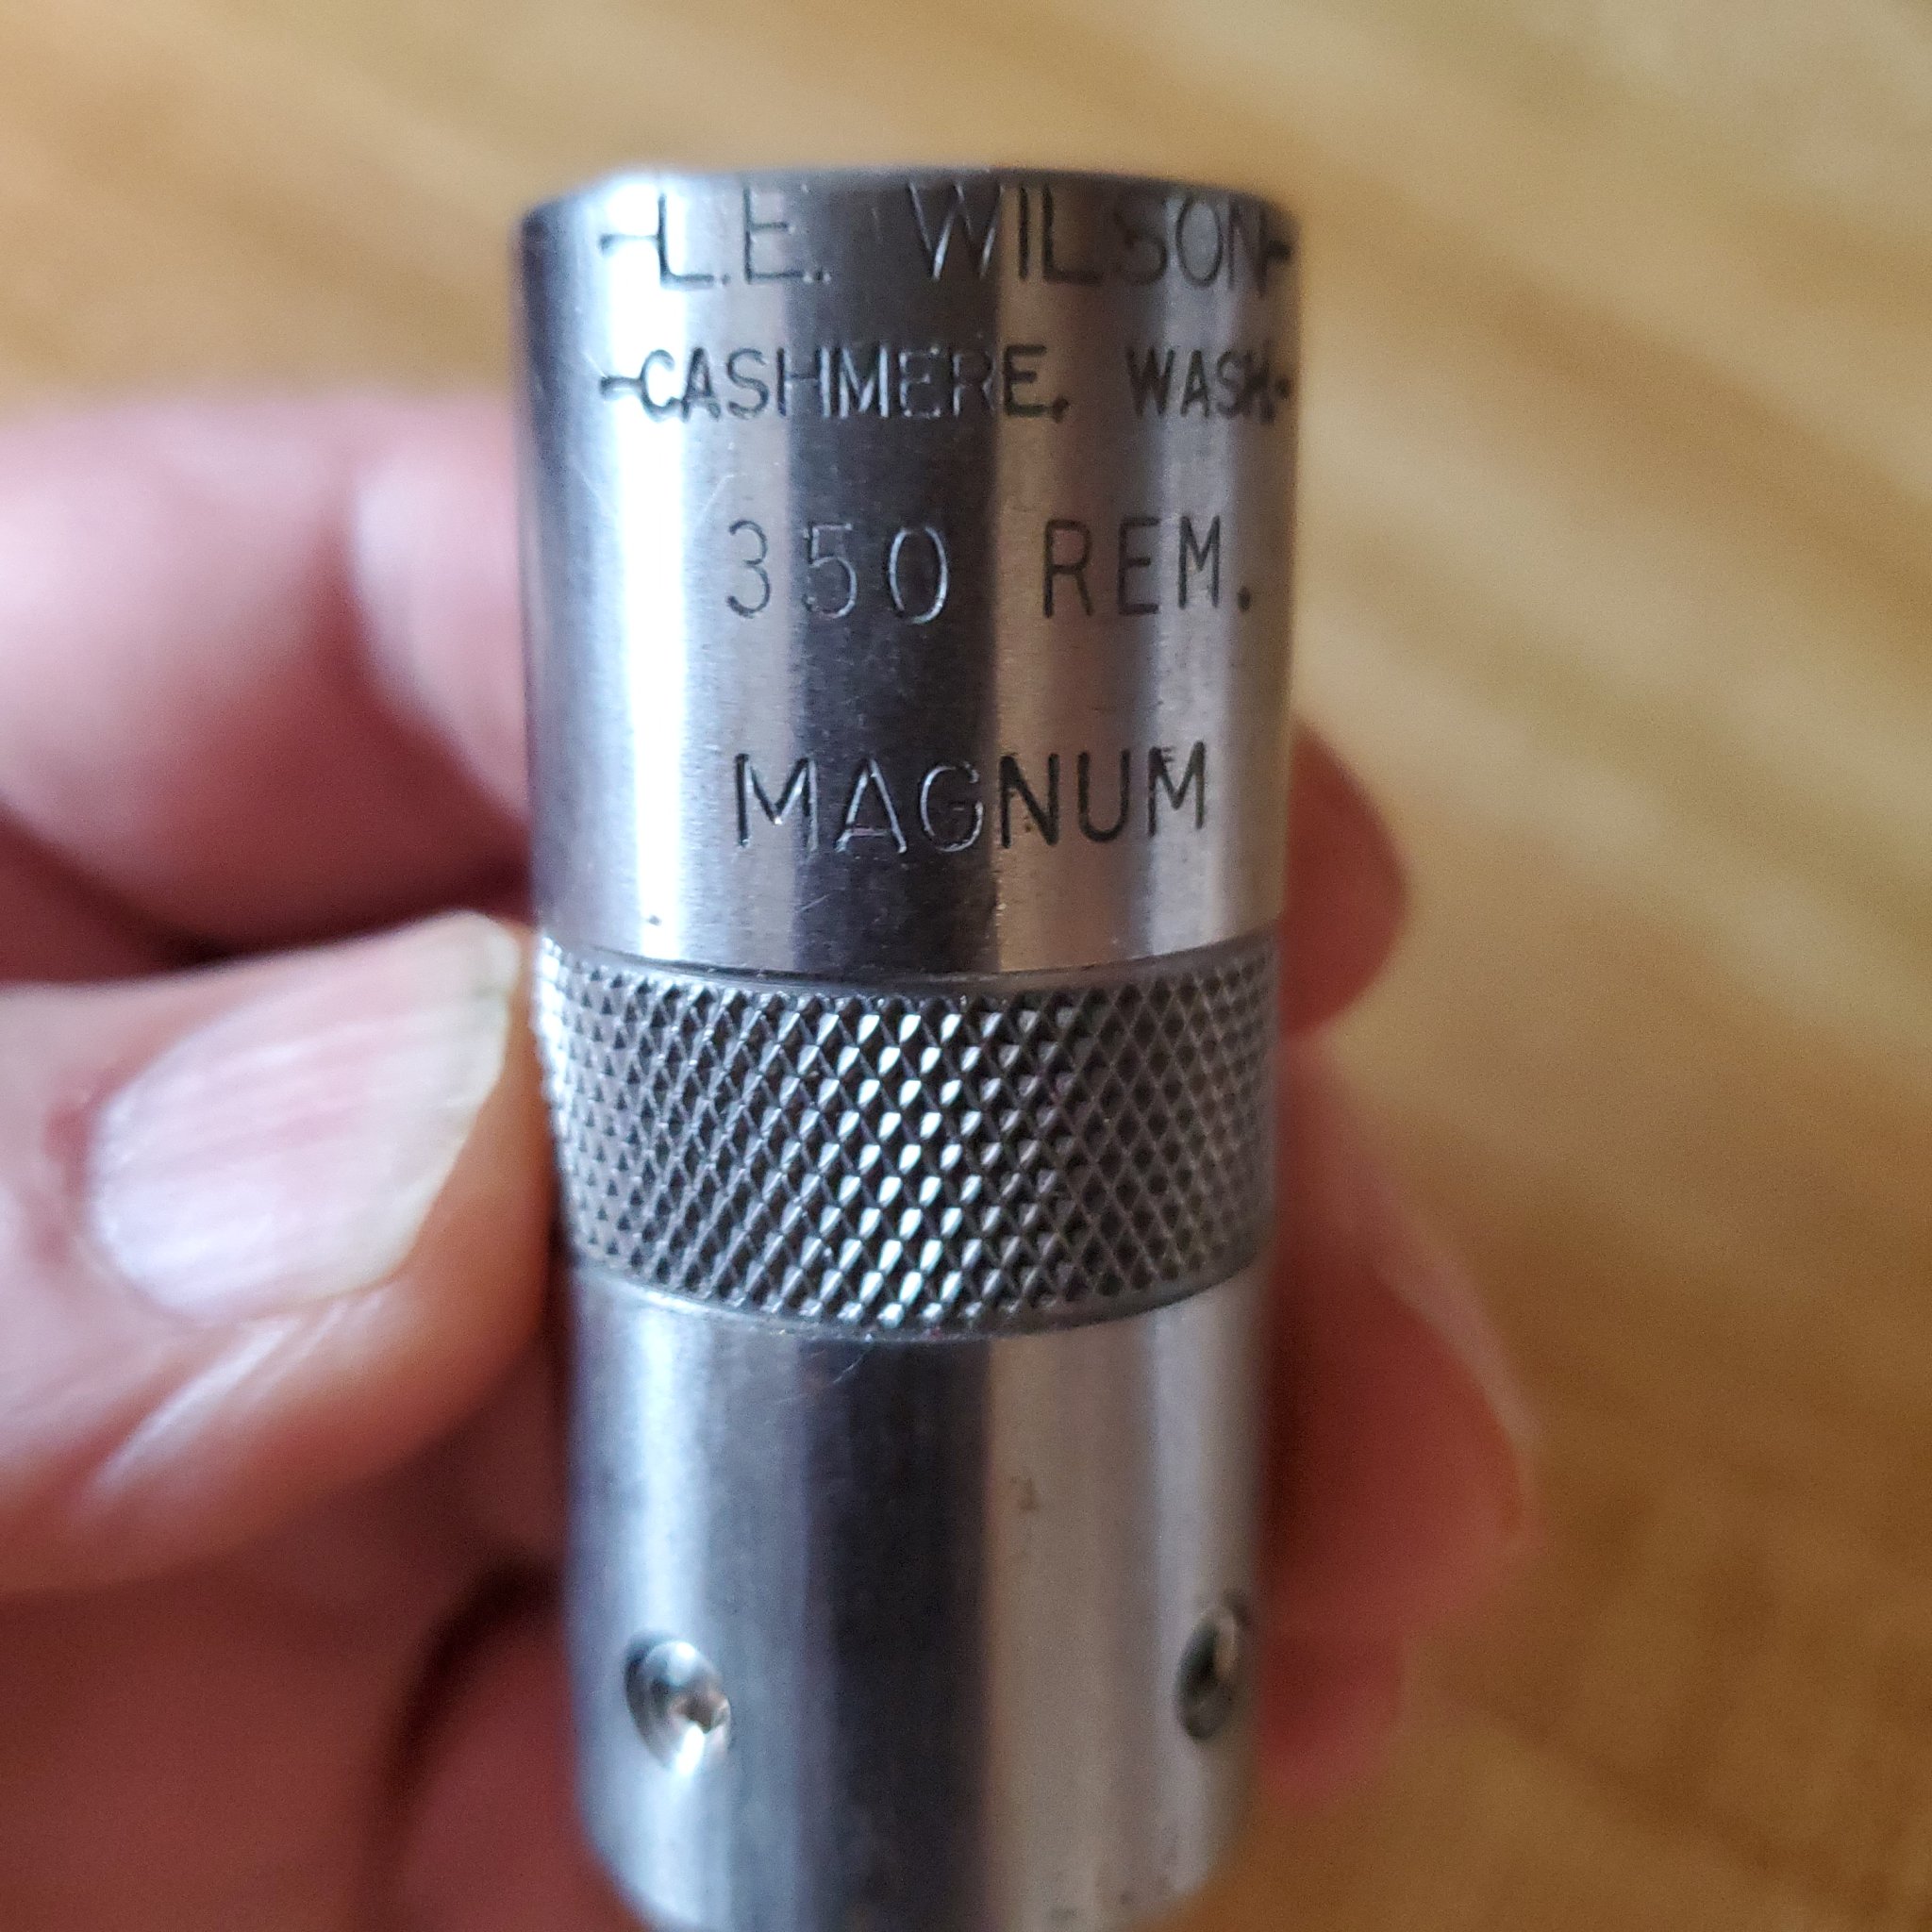 -L.E. WILSON-
-CASHMERE, WASH.-
350 REM.
MAGNUM